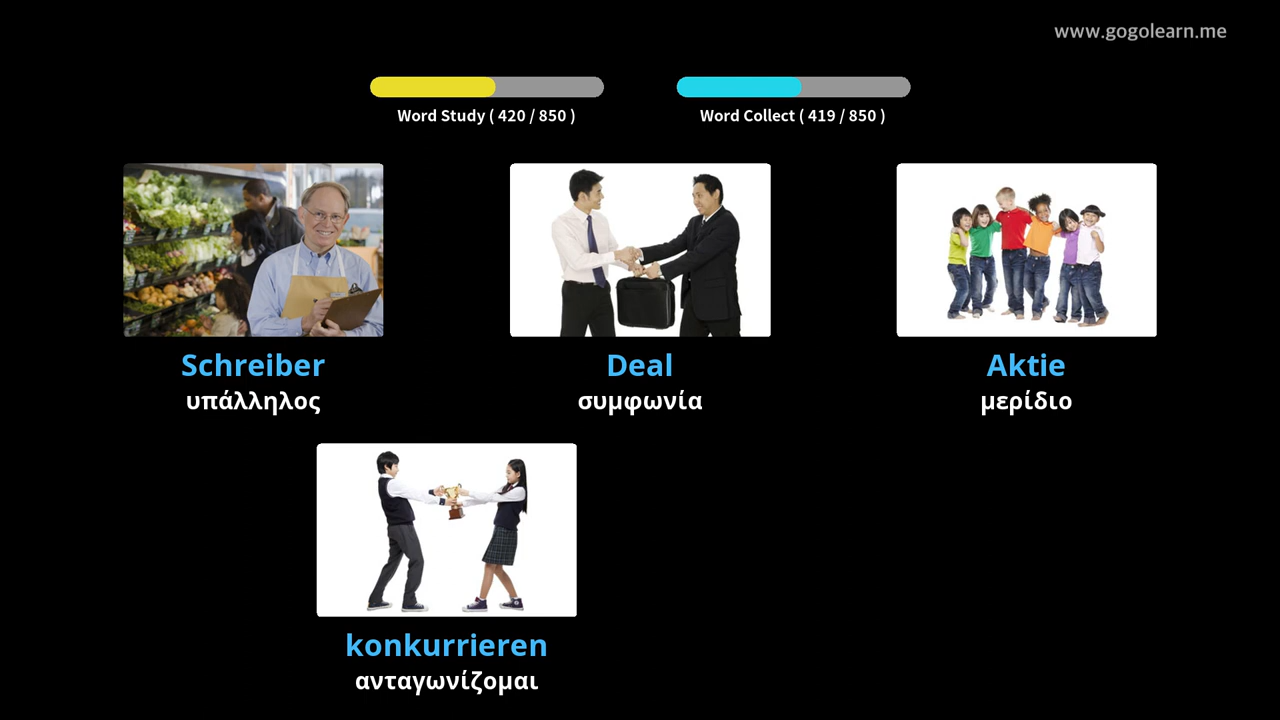 www.gogolearn.me
Word Study ( 420 / 850 )
Word Collect ( 419 / 850 )
Schreiber
υπάλληλος
Deal
συμφωνία
Aktie
μερίδιο
konkurrieren
ανταγωνίζομαι